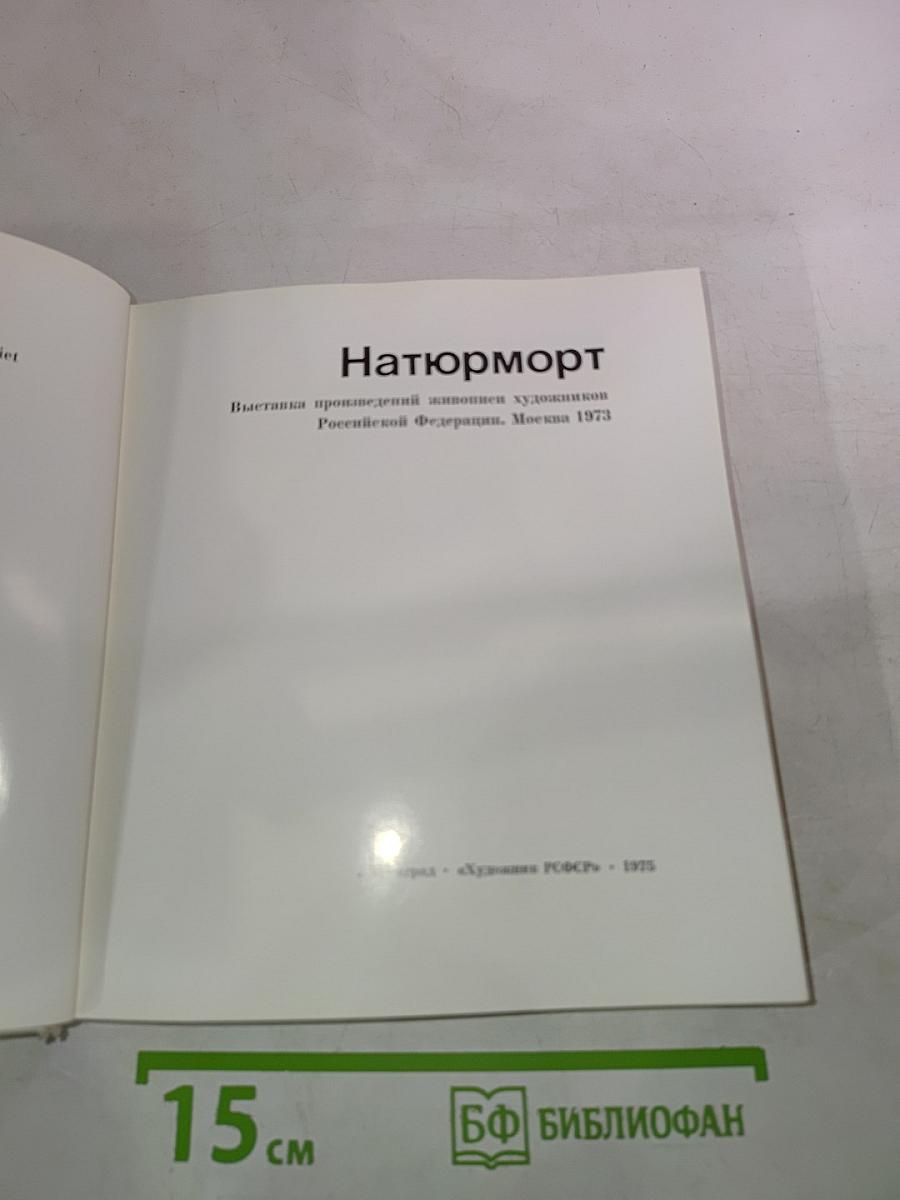 Натюрморт
Выставка произведений живописи художников
Российской Федерации. Москва 1973
«Художник РСФСР» • 1975
15 см
БФ БИБЛИОФАН